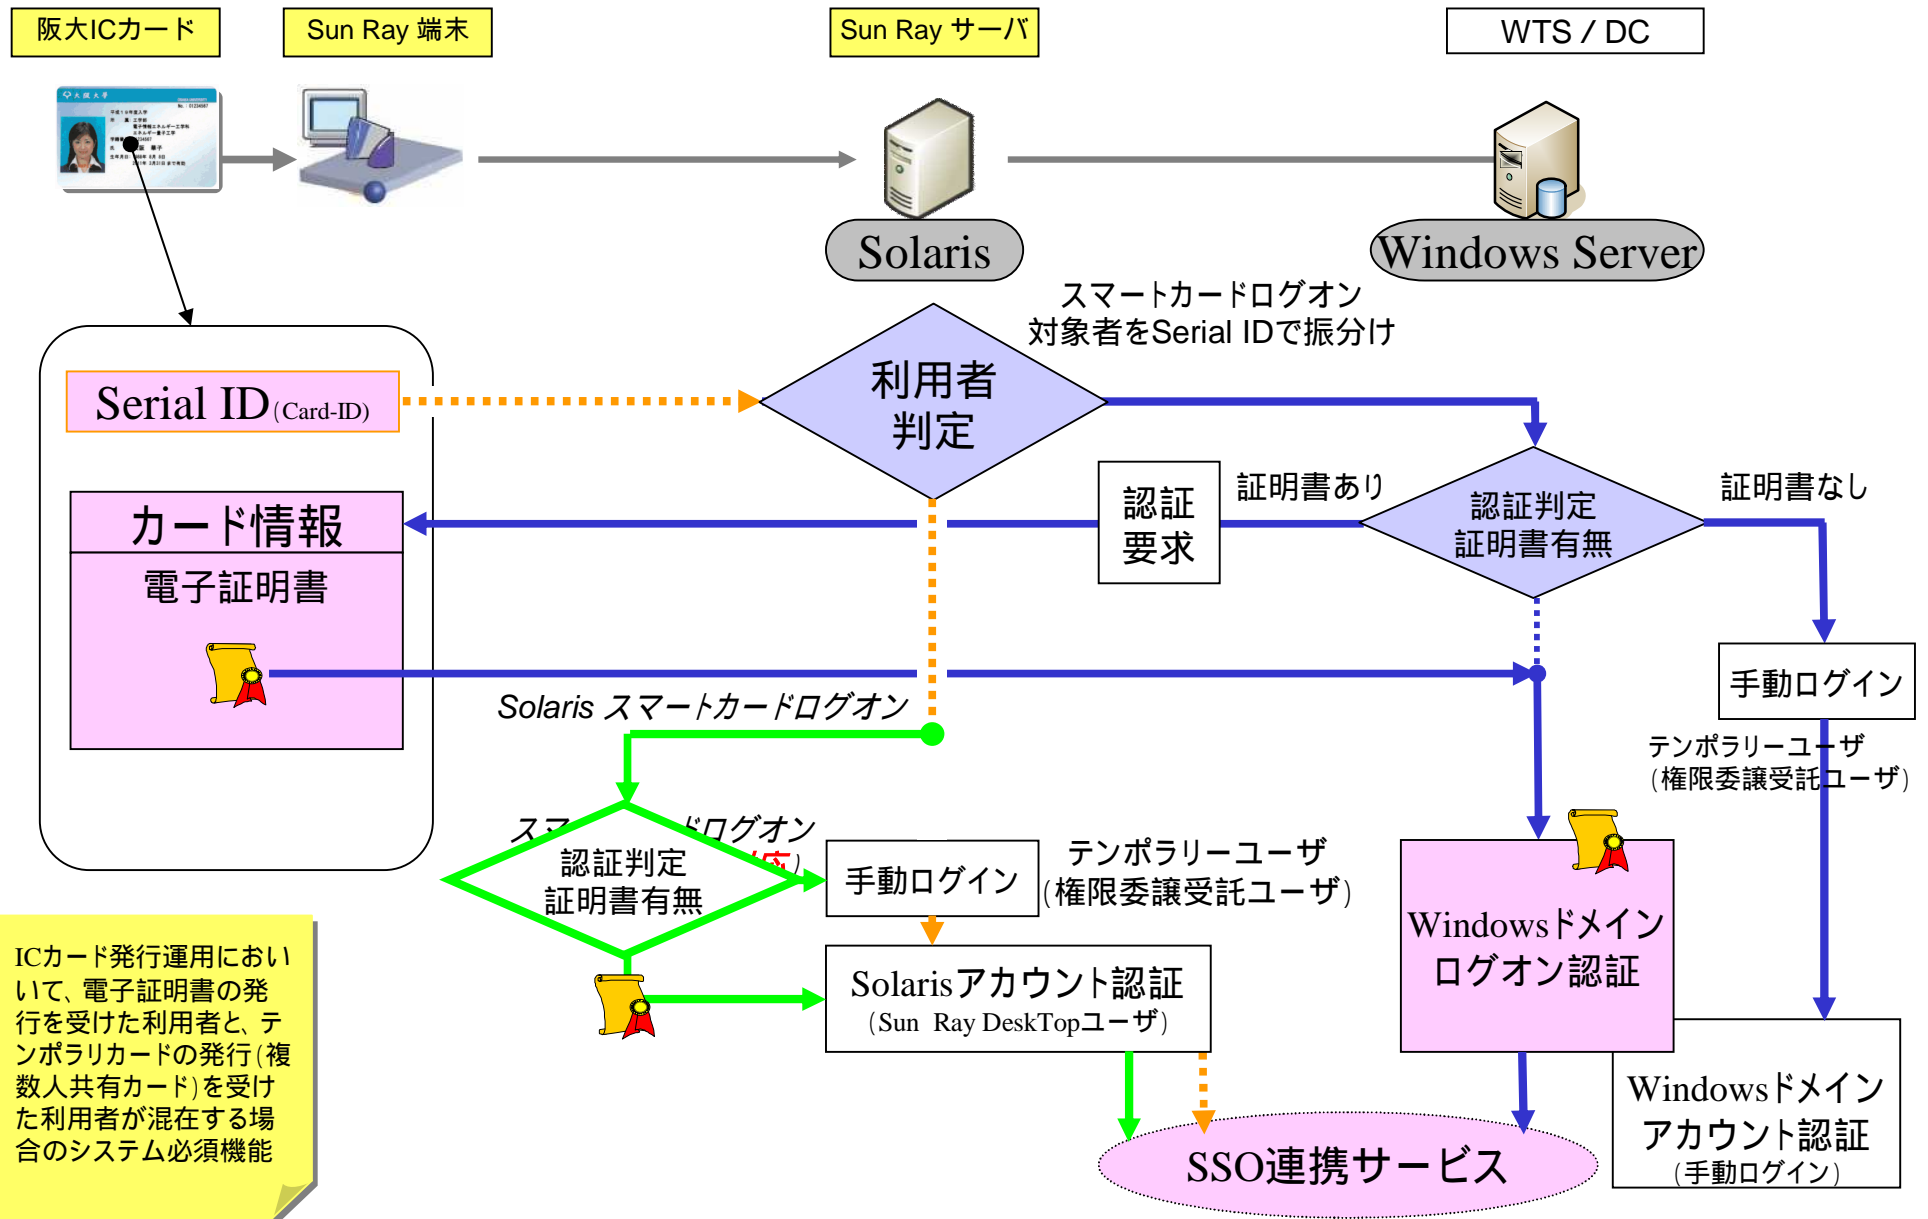 阪大ICカード
Sun Ray 端末
Sun Ray サーバ
WTS / DC
大阪大学
Solaris
Windows Server
スマートカードログオン
対象者をSerial IDで振分け
利用者
判定
Serial ID(Card-ID)
カード情報
電子証明書
認証
要求
証明書あり
認証判定
証明書有無
証明書なし
手動ログイン
テンポラリーユーザ
(権限委譲受託ユーザ)
Solaris スマートカードログオン
認証判定
証明書有無
手動ログイン
テンポラリーユーザ
(権限委譲受託ユーザ)
Solarisアカウント認証
(Sun Ray DeskTopユーザ)
Windowsドメイン
ログオン認証
Windowsドメイン
アカウント認証
(手動ログイン)
SSO連携サービス
ICカード発行運用におい
いて、電子証明書の発
行を受けた利用者と、テ
ンポラリカードの発行(複
数人共有カード)を受け
た利用者が混在する場
合のシステム必須機能